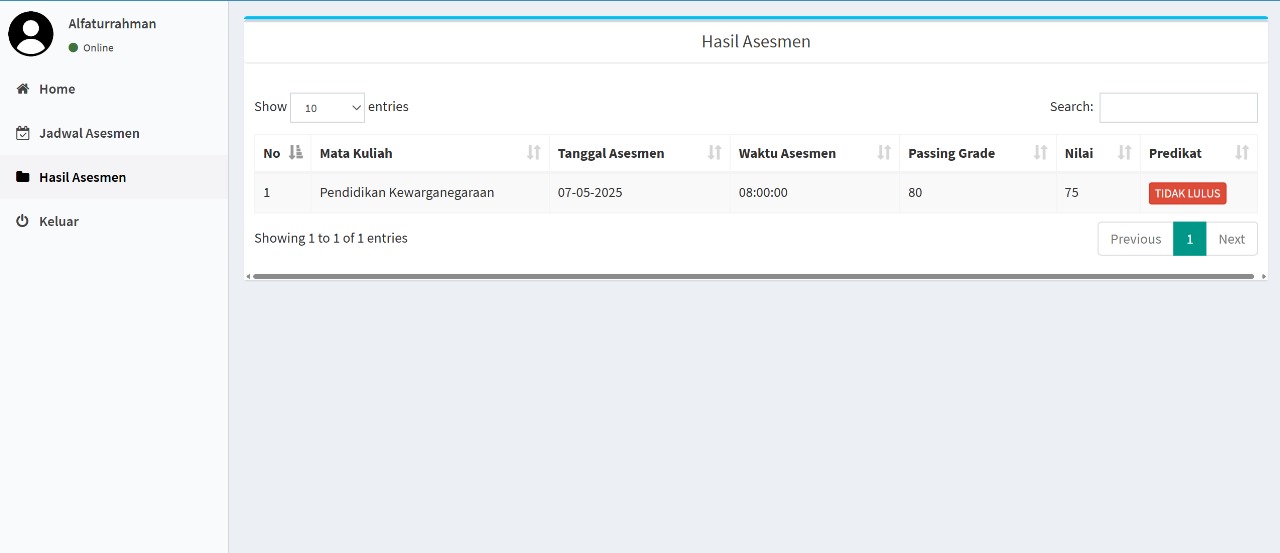 Alfaturrahman
Online
Home
Jadwal Asesmen
Hasil Asesmen
Keluar
Hasil Asesmen
Show 10 entries
Search:
No Mata Kuliah Tanggal Asesmen Waktu Asesmen Passing Grade Nilai Predikat
1 Pendidikan Kewarganegaraan 07-05-2025 08:00:00 80 75 TIDAK LULUS
Showing 1 to 1 of 1 entries
Previous 1 Next